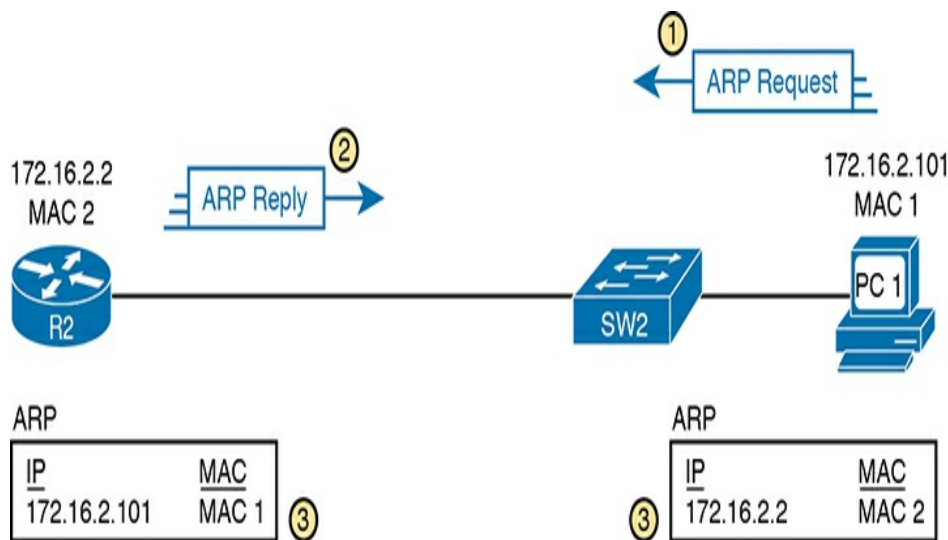 1
ARP Request
2
172.16.2.2
MAC 2
ARP Reply
172.16.2.101
MAC 1
R2
SW2
PC 1
ARP
IP MAC
172.16.2.101 MAC 1
3
ARP
IP MAC
172.16.2.2 MAC 2
3